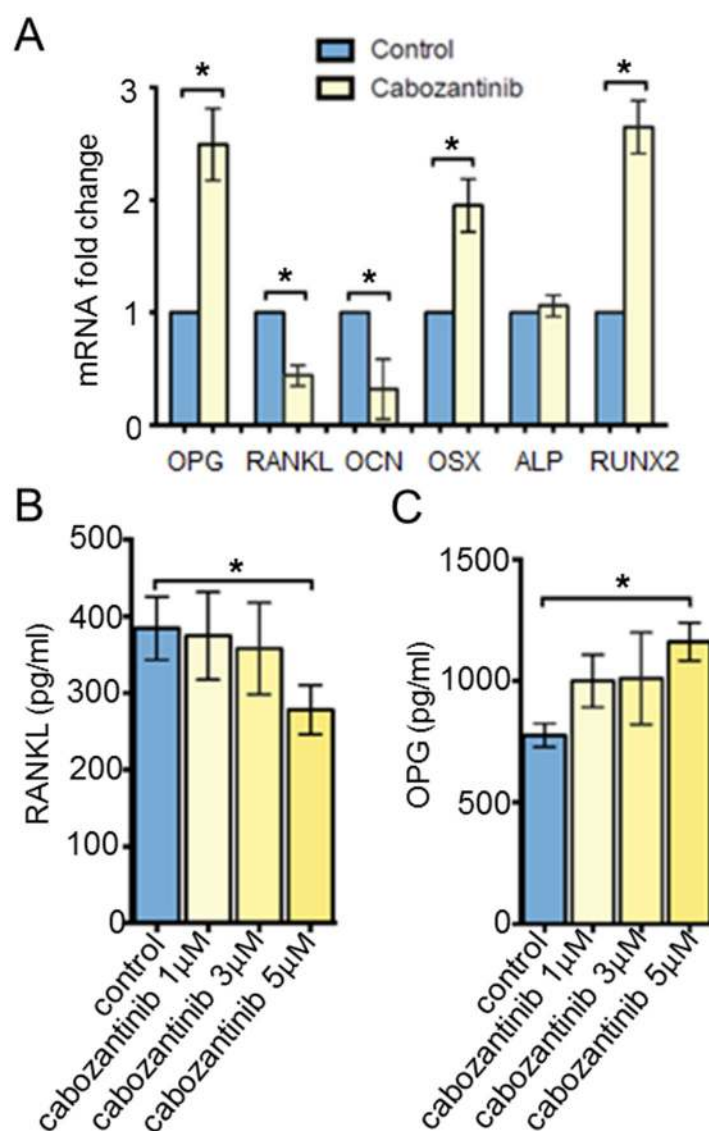 A
Control
Cabozantinib
mRNA fold change
3
2
1
0
* * * * *
OPG RANKL OCN OSX ALP RUNX2
B
RANKL (pg/ml)
500
400
300
200
100
0
*
control
cabozantinib 1µM
cabozantinib 3µM
cabozantinib 5µM
C
OPG (pg/ml)
1500
1000
500
0
*
control
cabozantinib 1µM
cabozantinib 3µM
cabozantinib 5µM